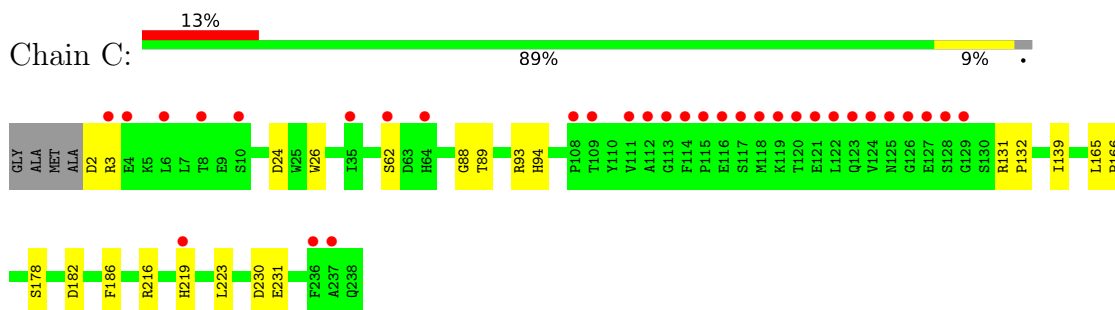 13%
Chain C:
89% 9% •
GLY ALA MET ALA D2 R3 E4 K5 L6 L7 T8 E9 S10 D24 W25 W26 I35 S62 D63 H64 G88 T89 R93 H94 P108 T109 Y110 V111 A112 G113 F114 P115 E116 S117 M118 K119 T120 E121 L122 Q123 V124 N125 G126 E127 S128 G129 S130 R131 P132 I139 L165
S178 D182 F186 R216 H219 L223 D230 E231 F236 A237 Q238